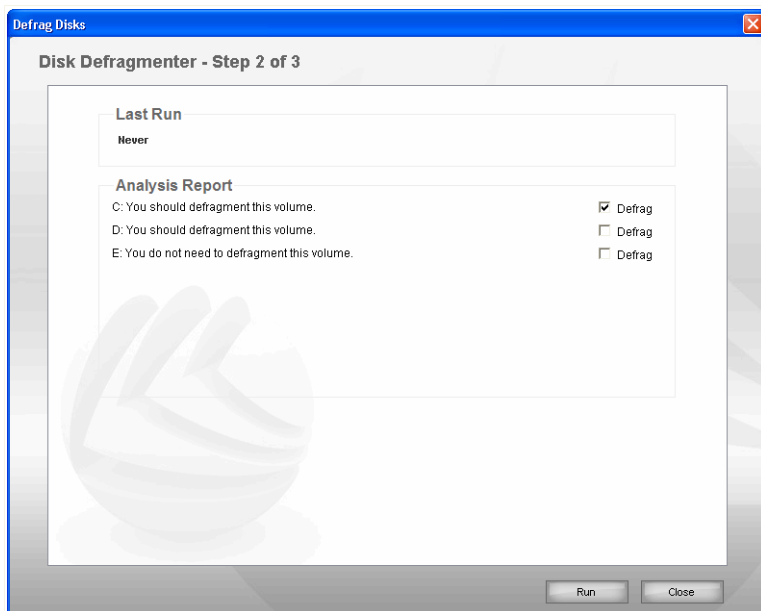 Defrag Disks
Disk Defragmenter - Step 2 of 3
Last Run
Never
Analysis Report
C: You should defragment this volume. Defrag
D: You should defragment this volume. Defrag
E: You do not need to defragment this volume. Defrag
Run Close